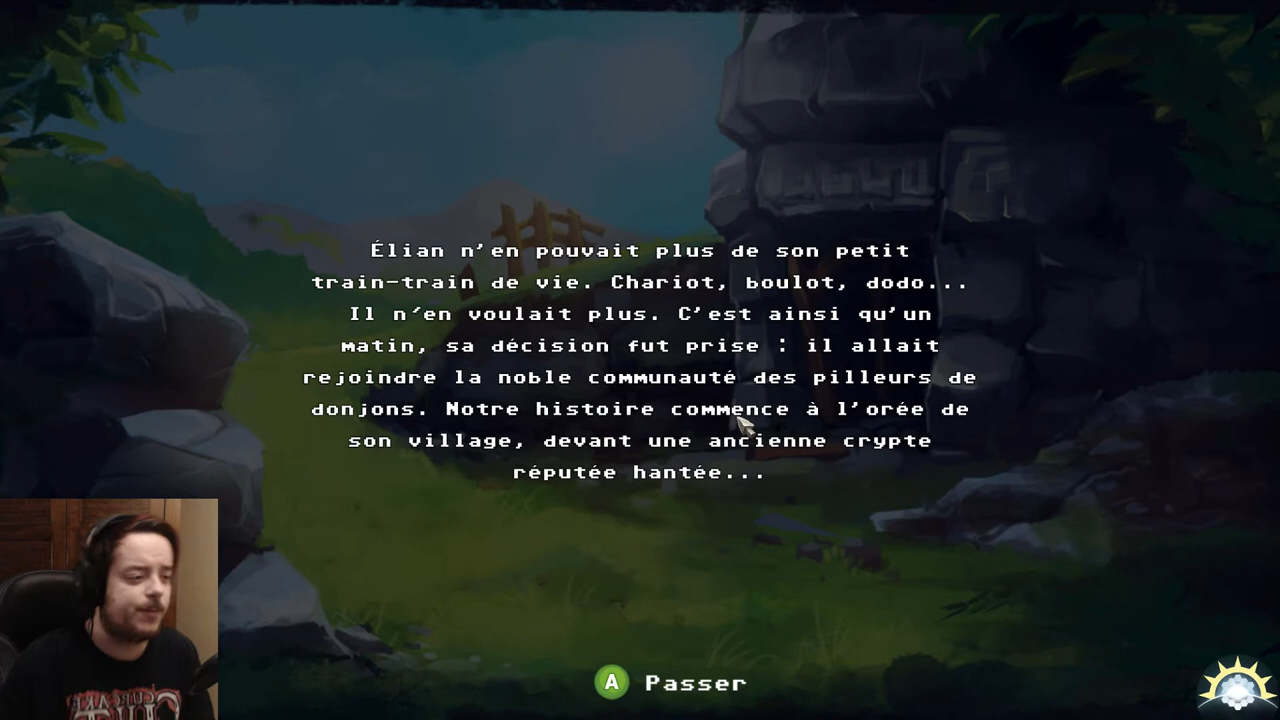 Élian n'en pouvait plus de son petit
train-train de vie. Chariot, boulot, dodo...
Il n'en voulait plus. C'est ainsi qu'un
matin, sa décision fut prise : il allait
rejoindre la noble communauté des pilleurs de
donjons. Notre histoire commence à l'orée de
son village, devant une ancienne crypte
réputée hantée...
A Passer